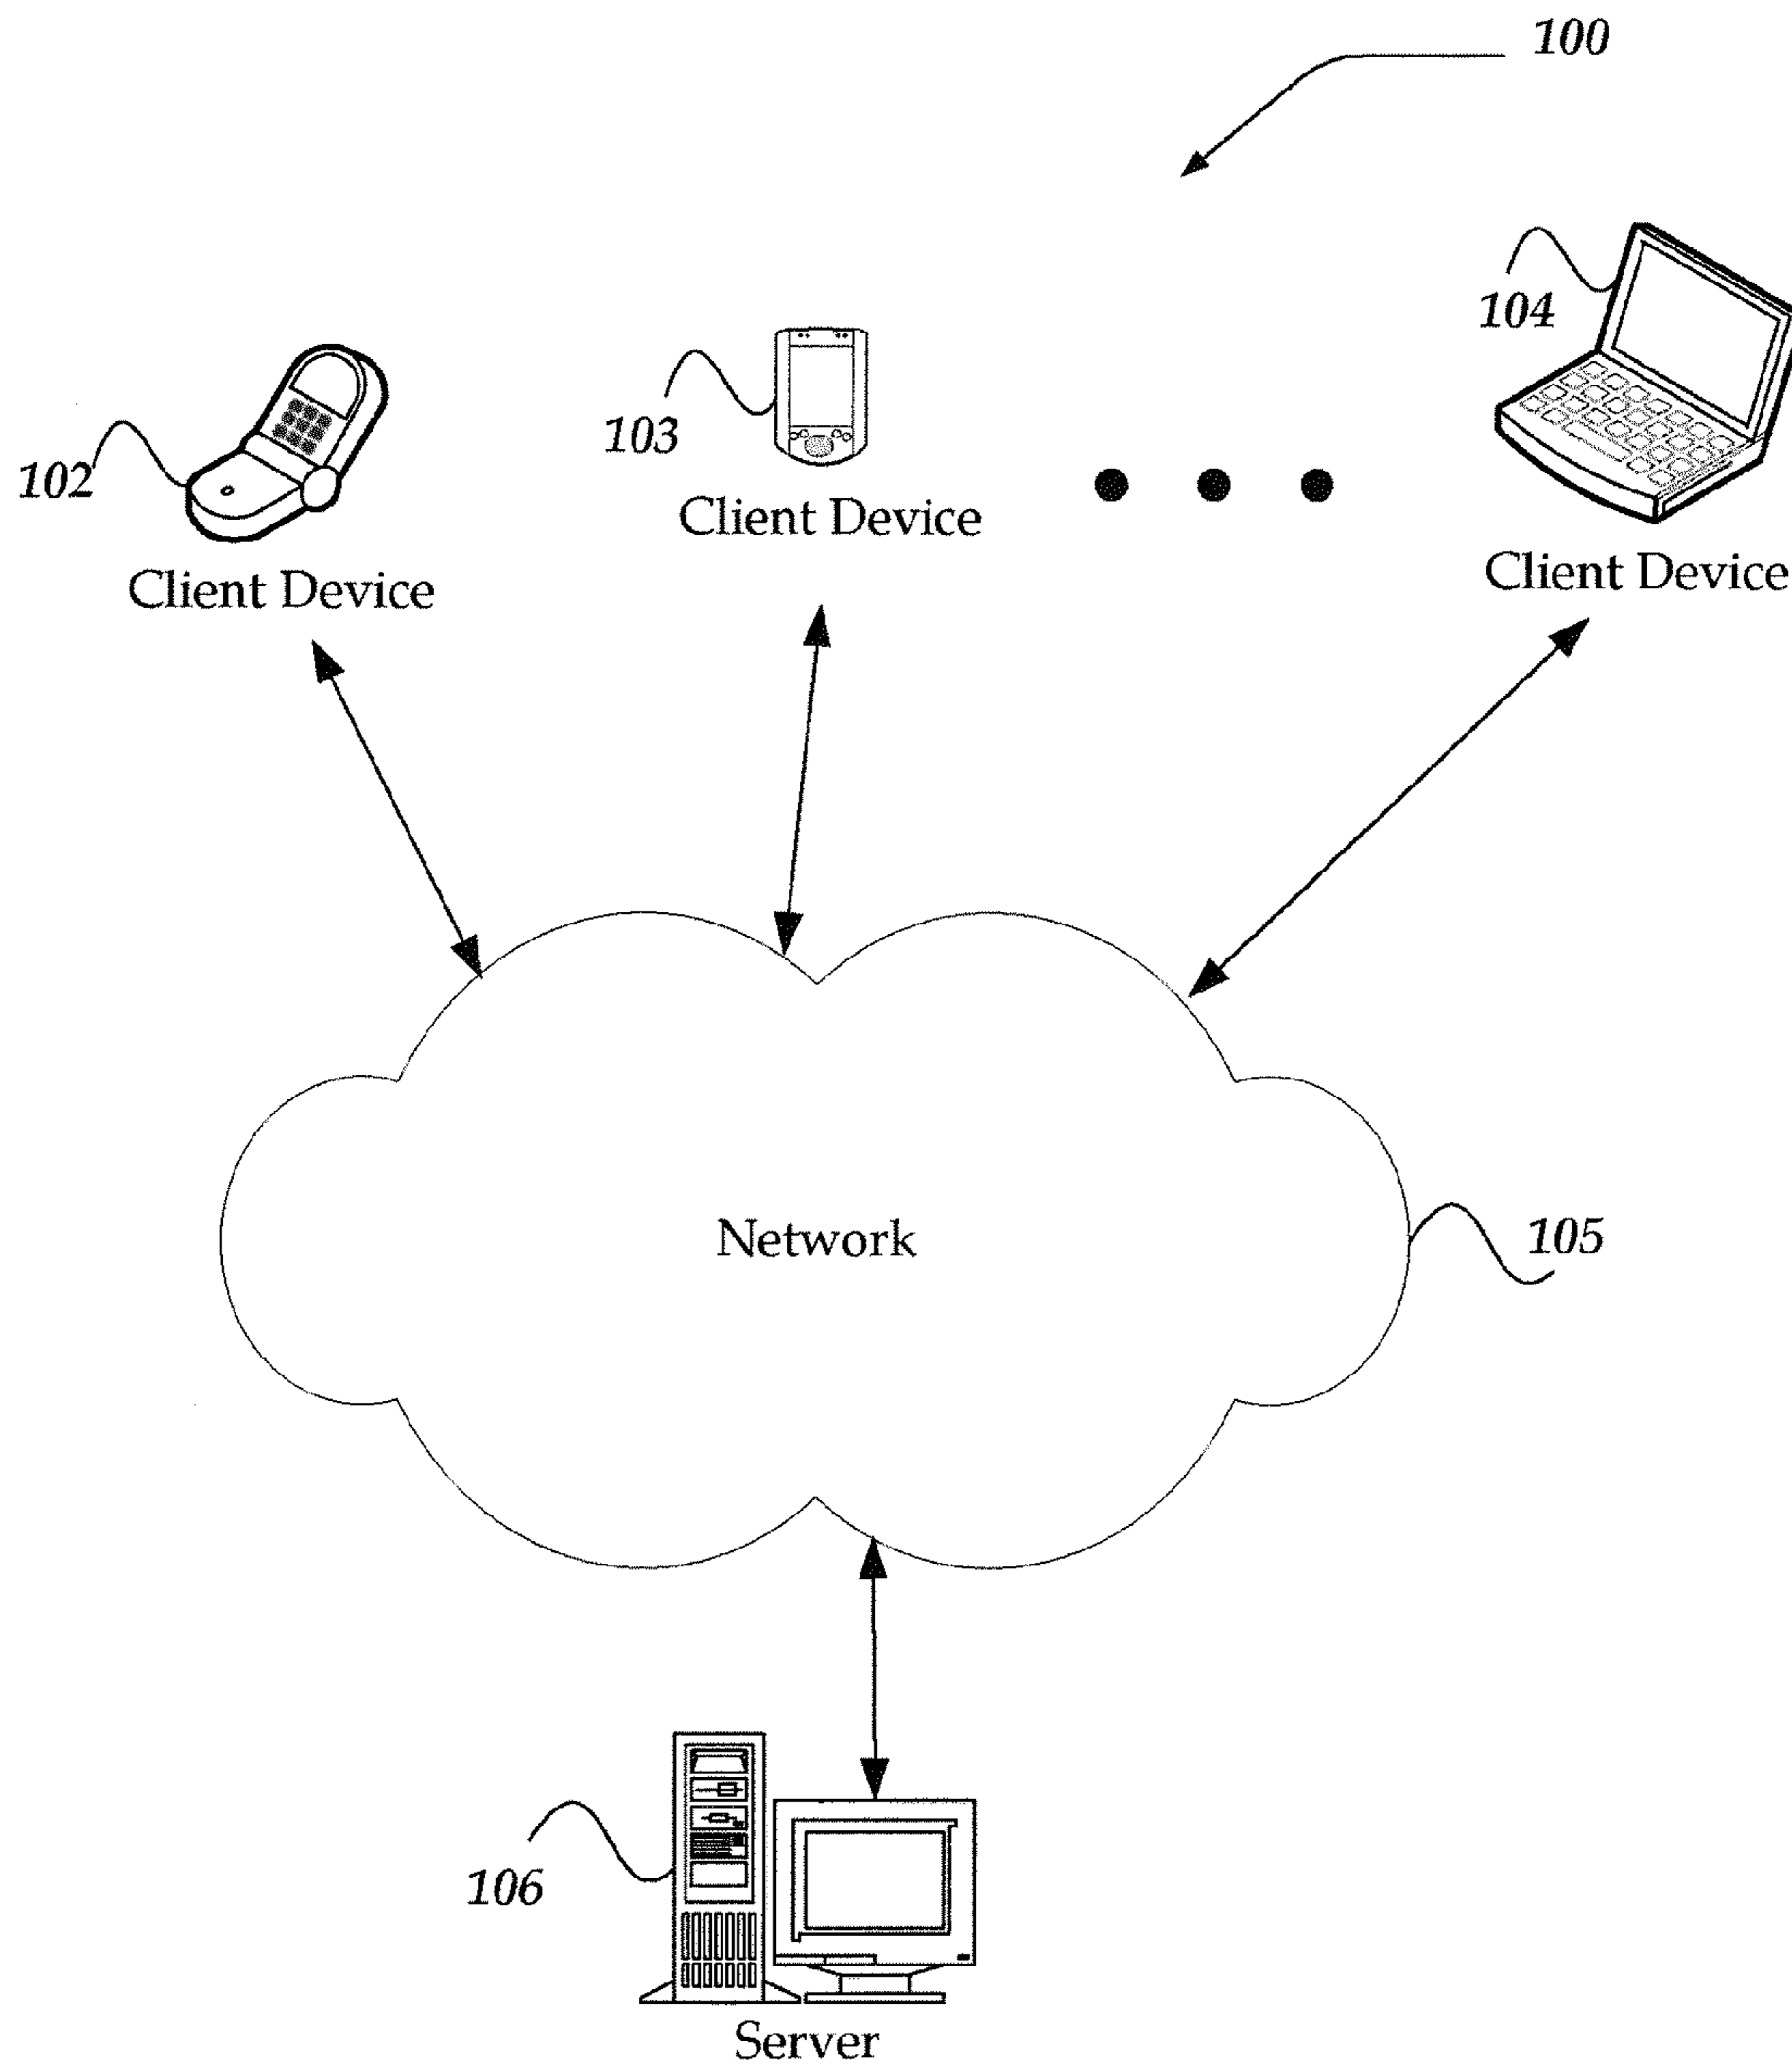 100
104
103
102
Client Device
Client Device
Client Device
Network
105
106
Server